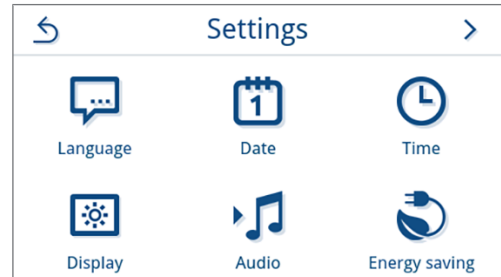 Settings
...
1
Language Date Time
Display Audio Energy saving